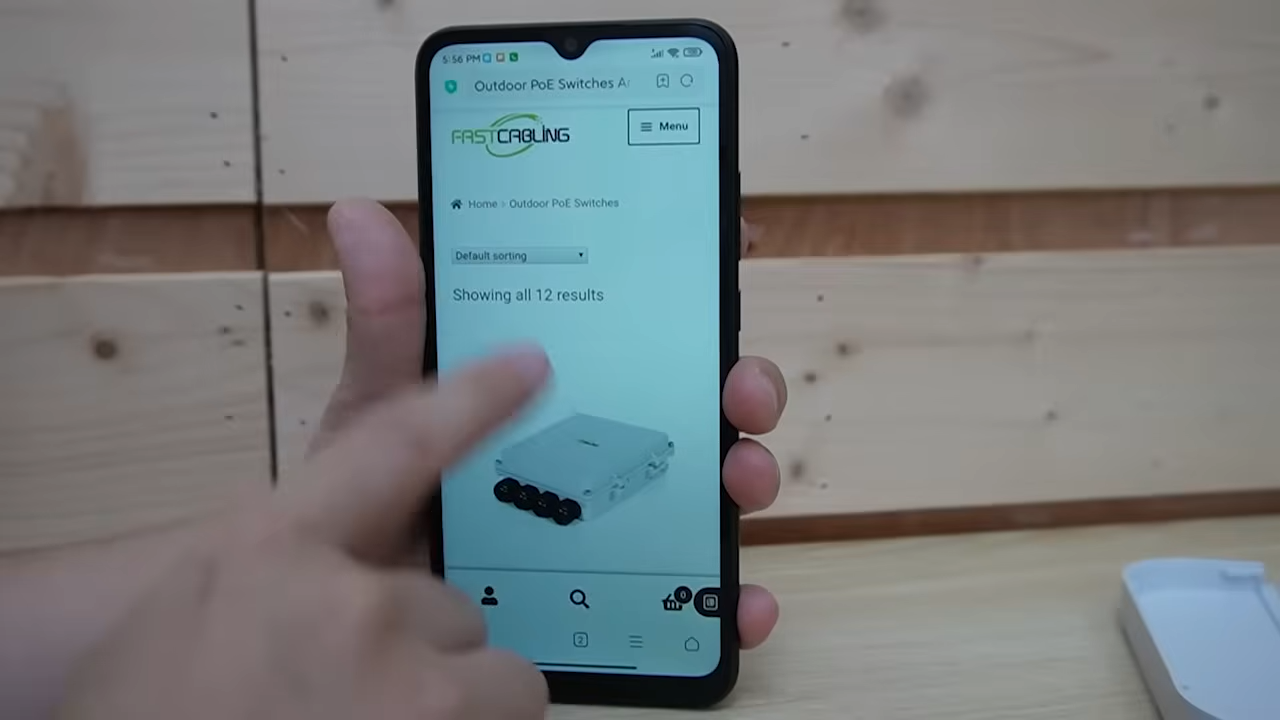 5:56 PM
Outdoor PoE Switches A
FASTCABLING
Menu
Home > Outdoor PoE Switches
Default sorting
Showing all 12 results
0
2